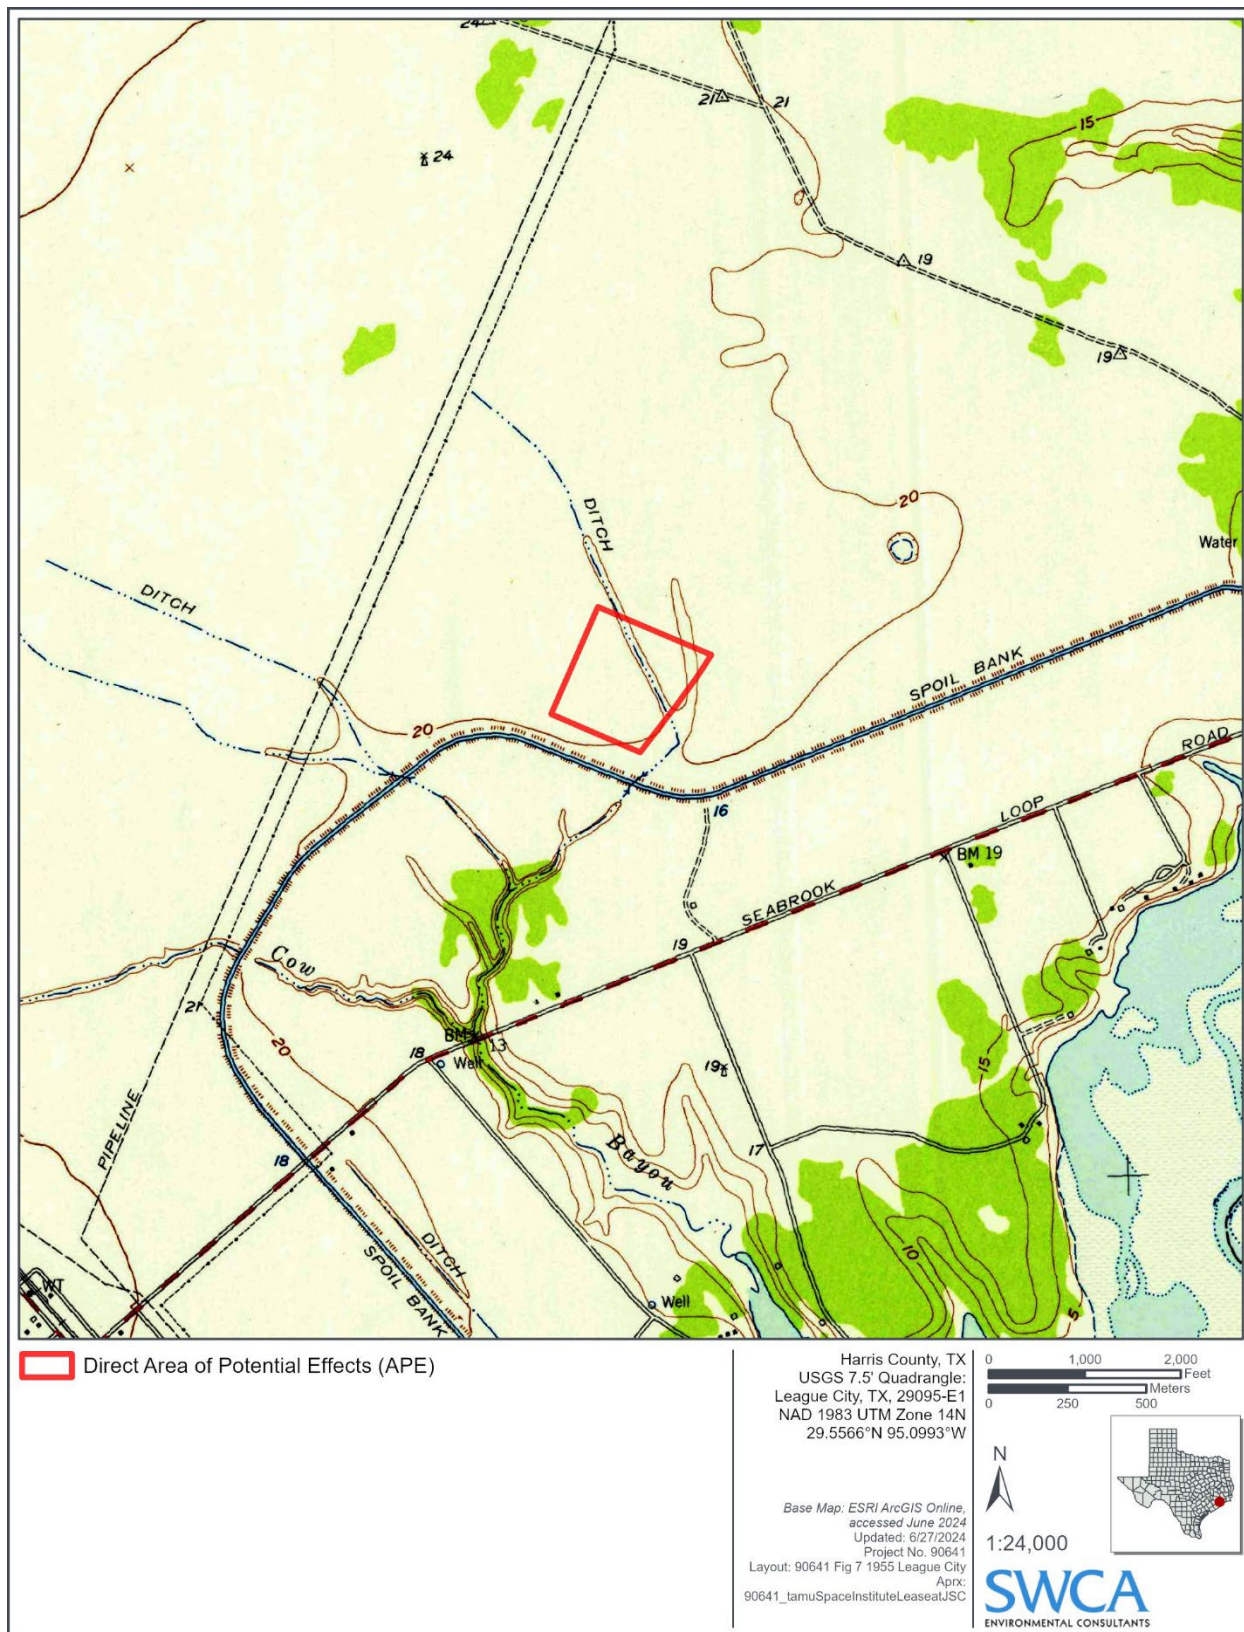 24
21
21
15
24
19
19
DITCH
20
Water
DITCH
SPOIL BANK
20
ROAD
16
LOOP
BM 19
SEABROOK
19
Cow
21
20
BM
13
18
Well
15
19
PIPELINE
17
Bayou
18
DITCH
10
SPOIL BANK
WT
Well
5
Direct Area of Potential Effects (APE)
Harris County, TX
USGS 7.5' Quadrangle:
League City, TX, 29095-E1
NAD 1983 UTM Zone 14N
29.5566°N 95.0993°W
Base Map: ESRI ArcGIS Online,
accessed June 2024
Updated: 6/27/2024
Project No. 90641
Layout: 90641 Fig 7 1955 League City
Aprx:
90641_tamuSpaceInstituteLeaseatJSC
0 1,000 2,000
Feet
Meters
0 250 500
N
1:24,000
SWCA
ENVIRONMENTAL CONSULTANTS